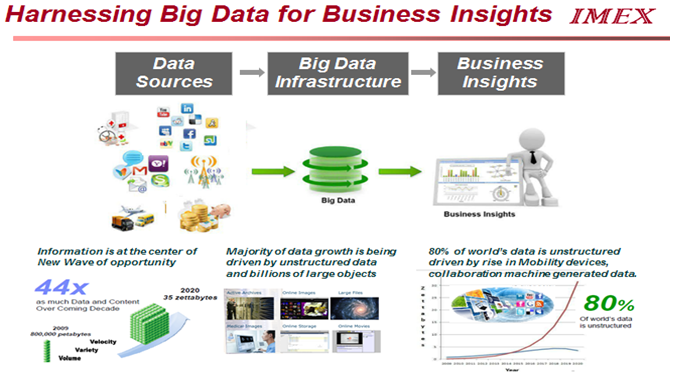 Harnessing Big Data for Business Insights
IMEX
Data
Sources
Big Data
Infrastructure
Business
Insights
Big Data
Business Insights
Information is at the center of
New Wave of opportunity
44x
as much Data and Content
Over Coming Decade
2020
35 zettabytes
2009
800,000 petabytes
Velocity
Variety
Volume
Majority of data growth is being
driven by unstructured data
and billions of large objects
Active Archives
Online Images
Large Files
Medical Images
Online Storage
Online Movies
80% of world's data is unstructured
driven by rise in Mobility devices,
collaboration machine generated data.
80%
Of world's data
is unstructured
Year